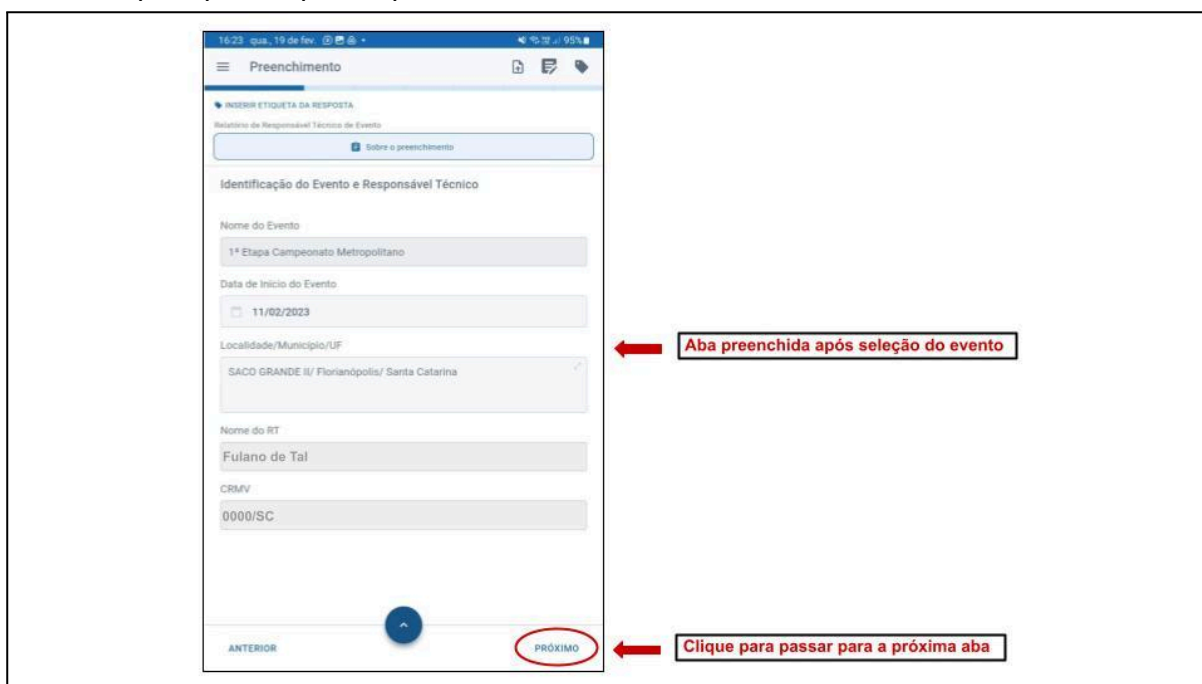 16:23 qua., 19 de fev.
95%
Preenchimento
INSERIR ETIQUETA DA RESPOSTA
Relatório de Responsável Técnico de Evento
Sobre o preenchimento
Identificação do Evento e Responsável Técnico
Nome do Evento
1ª Etapa Campeonato Metropolitano
Data de Início do Evento
11/02/2023
Localidade/Município/UF
Aba preenchida após seleção do evento
SACO GRANDE II/ Florianópolis/ Santa Catarina
Nome do RT
Fulano de Tal
CRMV
0000/SC
ANTERIOR
PRÓXIMO
Clique para passar para a próxima aba